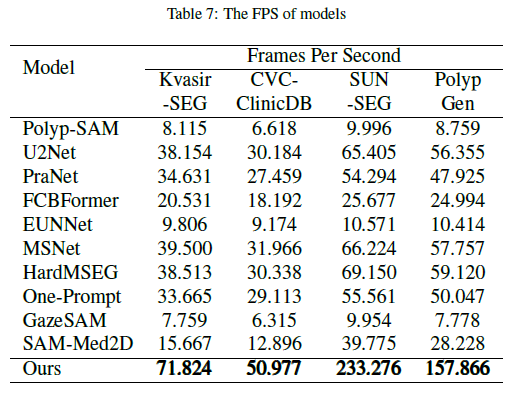 Table 7: The FPS of models
Model Frames Per Second
Kvasir CVC- SUN Polyp
-SEG ClinicDB -SEG Gen
Polyp-SAM 8.115 6.618 9.996 8.759
U2Net 38.154 30.184 65.405 56.355
PraNet 34.631 27.459 54.294 47.925
FCBFormer 20.531 18.192 25.677 24.994
EUNNet 9.806 9.174 10.571 10.414
MSNet 39.500 31.966 66.224 57.757
HardMSEG 38.513 30.338 69.150 59.120
One-Prompt 33.665 29.113 55.561 50.047
GazeSAM 7.759 6.315 9.954 7.778
SAM-Med2D 15.667 12.896 39.775 28.228
Ours 71.824 50.977 233.276 157.866